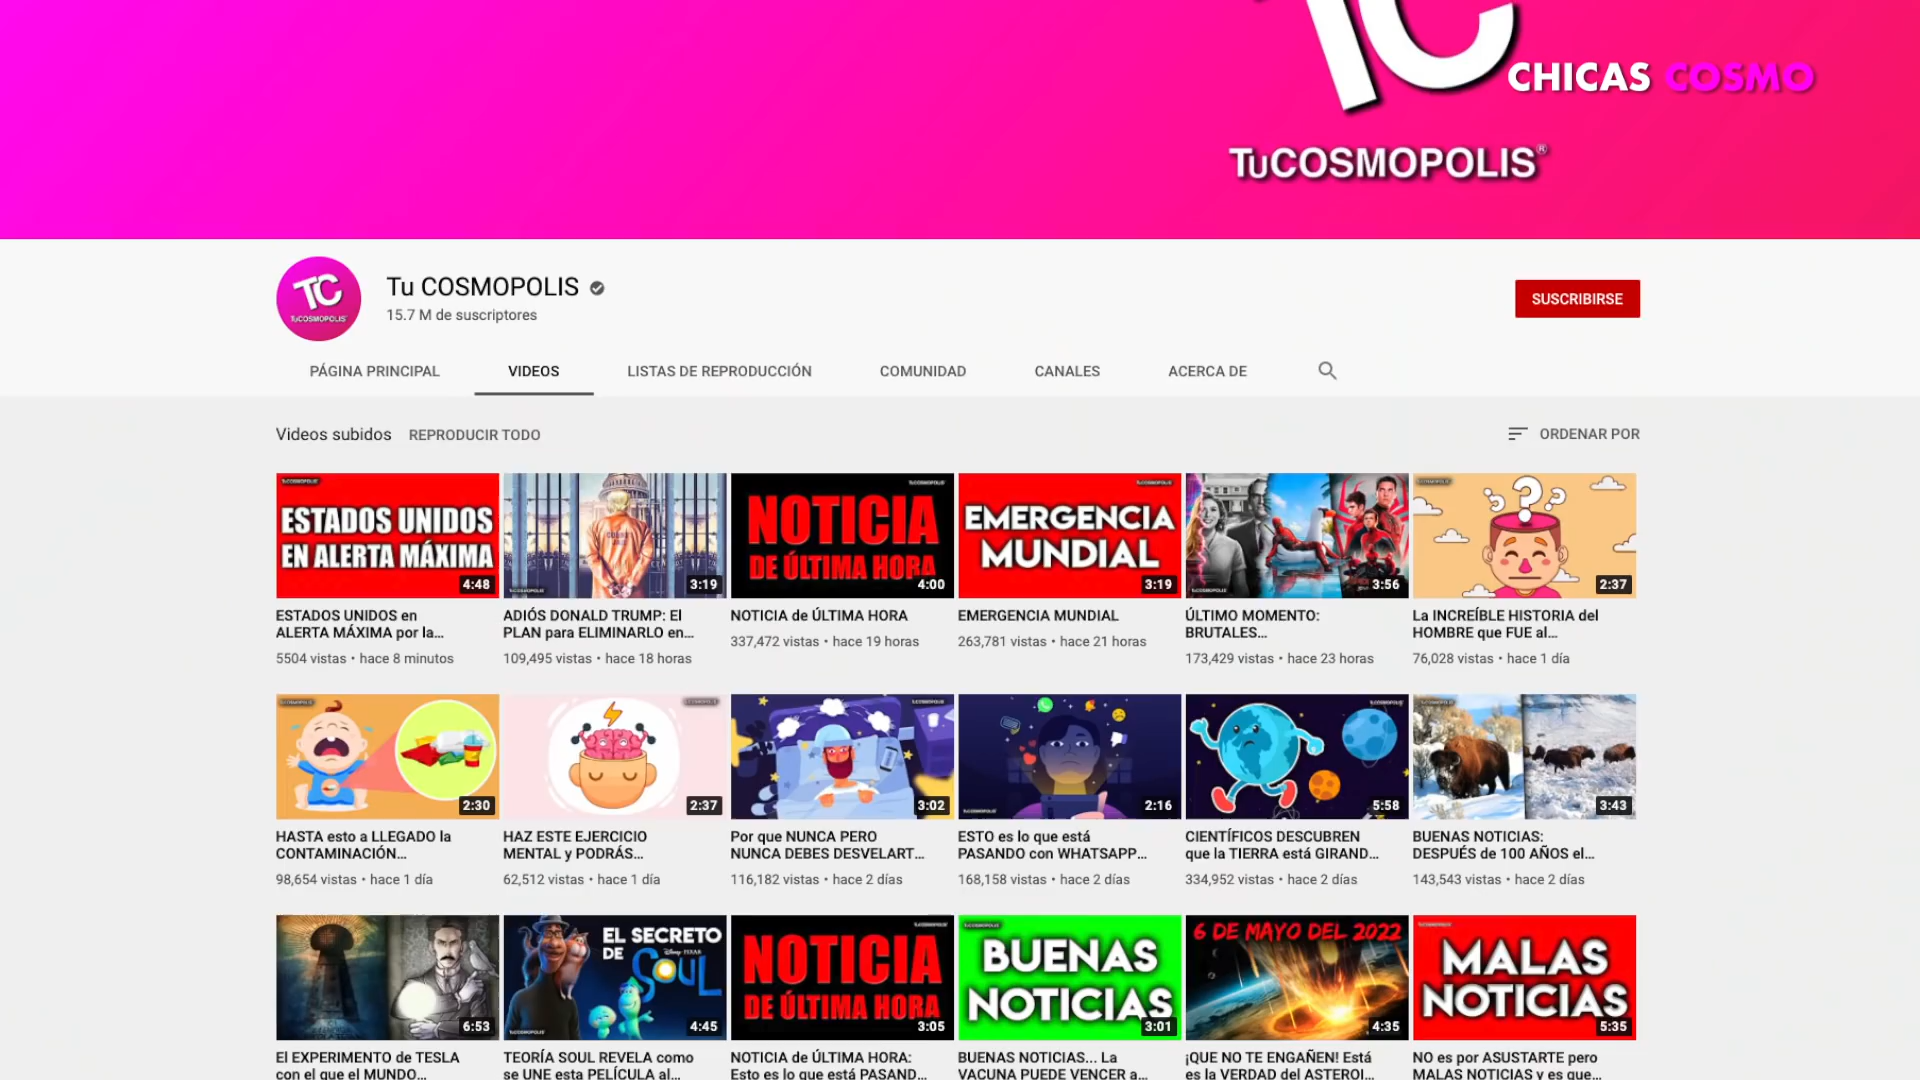 TC
CHICAS COSMO
TuCOSMOPOLIS®
TC
TuCOSMOPOLIS
Tu COSMOPOLIS
15.7 M de suscriptores
SUSCRIBIRSE
PÁGINA PRINCIPAL
VIDEOS
LISTAS DE REPRODUCCIÓN
COMUNIDAD
CANALES
ACERCA DE
Videos subidos
REPRODUCIR TODO
ORDENAR POR
ESTADOS UNIDOS
EN ALERTA MÁXIMA
4:48
ESTADOS UNIDOS en
ALERTA MÁXIMA por la...
5504 vistas • hace 8 minutos
3:19
ADIÓS DONALD TRUMP: El
PLAN para ELIMINARLO en...
109,495 vistas • hace 18 horas
NOTICIA
DE ÚLTIMA HORA
4:00
NOTICIA de ÚLTIMA HORA
337,472 vistas • hace 19 horas
EMERGENCIA
MUNDIAL
3:19
EMERGENCIA MUNDIAL
263,781 vistas • hace 21 horas
3:56
ÚLTIMO MOMENTO:
BRUTALES...
173,429 vistas • hace 23 horas
2:37
La INCREÍBLE HISTORIA del
HOMBRE que FUE al...
76,028 vistas • hace 1 día
2:30
HASTA esto a LLEGADO la
CONTAMINACIÓN...
98,654 vistas • hace 1 día
2:37
HAZ ESTE EJERCICIO
MENTAL y PODRÁS...
62,512 vistas • hace 1 día
3:02
Por que NUNCA PERO
NUNCA DEBES DESVELART...
116,182 vistas • hace 2 días
2:16
ESTO es lo que está
PASANDO con WHATSAPP...
168,158 vistas • hace 2 días
5:58
CIENTÍFICOS DESCUBREN
que la TIERRA está GIRAND...
334,952 vistas • hace 2 días
3:43
BUENAS NOTICIAS:
DESPUÉS de 100 AÑOS el...
143,543 vistas • hace 2 días
6:53
El EXPERIMENTO de TESLA
con el que el MUNDO...
EL SECRETO
DE
Disney PIXAR
SOUL
4:45
TEORÍA SOUL REVELA como
se UNE esta PELÍCULA al...
NOTICIA
DE ÚLTIMA HORA
3:05
NOTICIA de ÚLTIMA HORA:
Esto es lo que está PASAND...
BUENAS
NOTICIAS
3:01
BUENAS NOTICIAS... La
VACUNA PUEDE VENCER a...
6 DE MAYO DEL 2022
4:35
¡QUE NO TE ENGAÑEN! Está
es la VERDAD del ASTEROI...
MALAS
NOTICIAS
5:35
NO es por ASUSTARTE pero
MALAS NOTICIAS y es que...